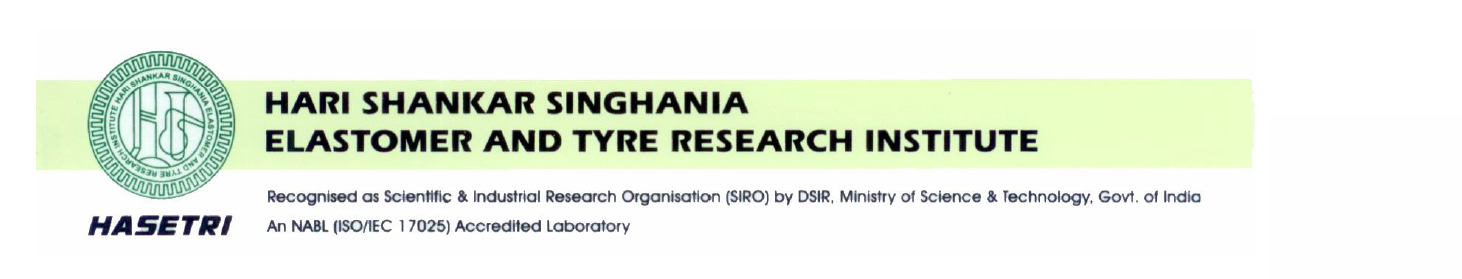 HARI SHANKAR SINGHANIA
ELASTOMER AND TYRE RESEARCH INSTITUTE
HARI SHANKAR SINGHANIA ELASTOMER AND TYRE RESEARCH INSTITUTE
HASETRI
Recognised as Scientific & Industrial Research Organisation (SIRO) by DSIR, Ministry of Science & Technology, Govt. of India
An NABL (ISO/IEC 17025) Accredited Laboratory